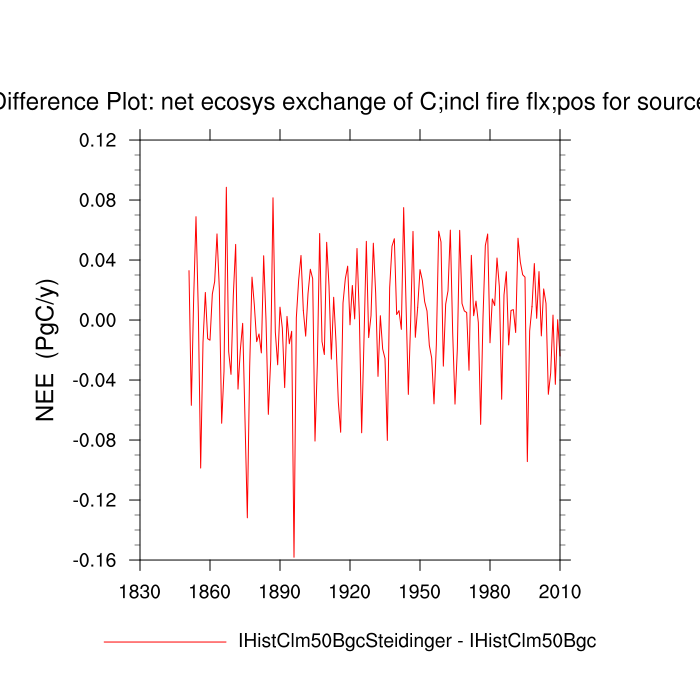 Difference Plot: net ecosys exchange of C;incl fire flx;pos for source
0.12
0.08
0.04
0.00
-0.04
-0.08
-0.12
-0.16
NEE (PgC/y)
1830 1860 1890 1920 1950 1980 2010
IHistClm50BgcSteidinger - IHistClm50Bgc